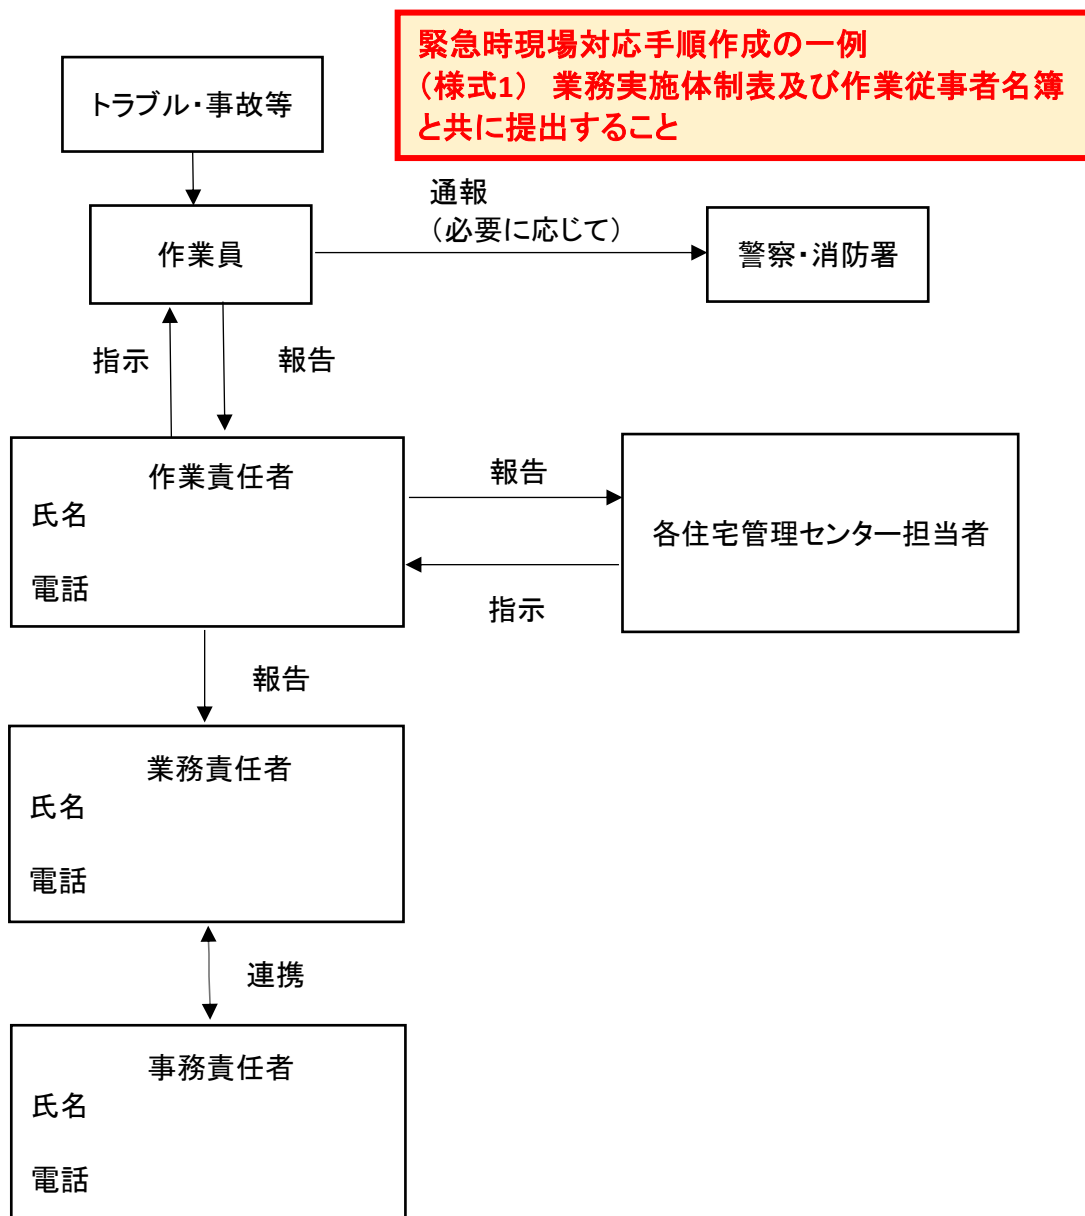 緊急時現場対応手順作成の一例
（様式1）　業務実施体制表及び作業従事者名簿
と共に提出すること
トラブル・事故等
通報
（必要に応じて）
作業員
警察・消防署
指示
報告
作業責任者
氏名
電話
報告
各住宅管理センター担当者
指示
報告
業務責任者
氏名
電話
連携
事務責任者
氏名
電話